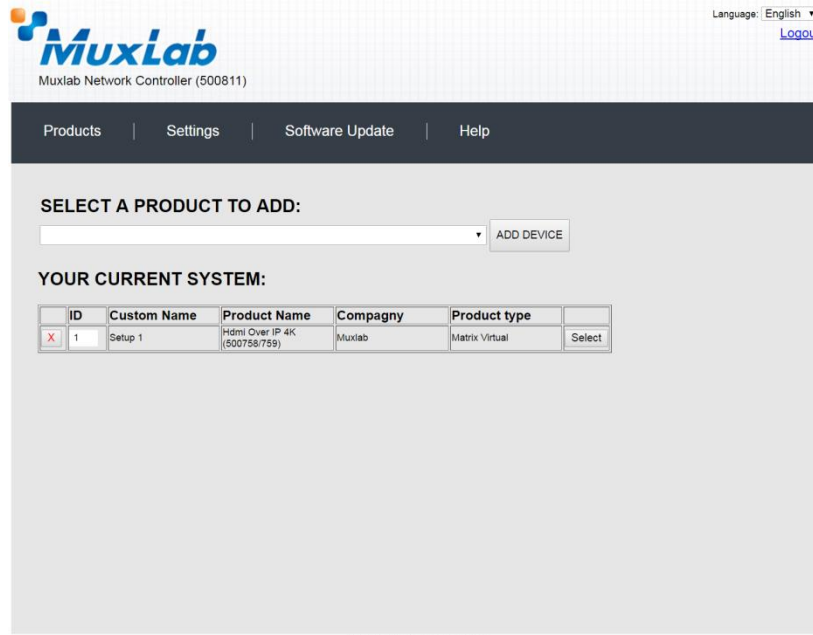 Language: English
Logou
MuxLab
Muxlab Network Controller (500811)
Products | Settings | Software Update | Help
SELECT A PRODUCT TO ADD:
ADD DEVICE
YOUR CURRENT SYSTEM:
ID Custom Name Product Name Compagny Product type
X 1 Setup 1 Hdmi Over IP 4K Muxlab Matrix Virtual Select
(500758/759)